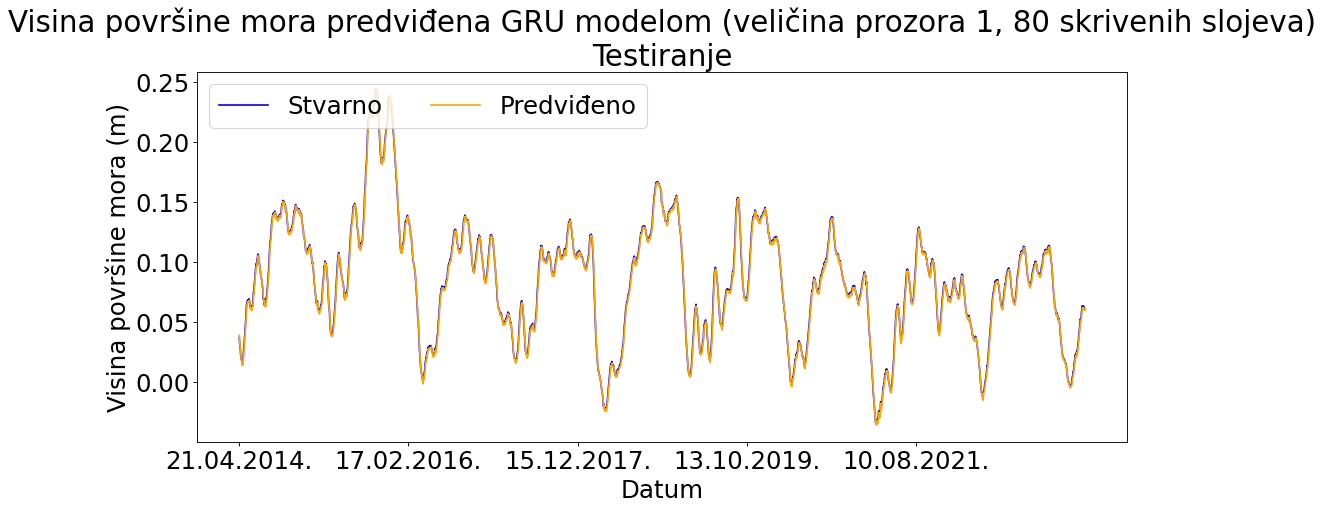 Visina površine mora predviđena GRU modelom (veličina prozora 1, 80 skrivenih slojeva)
Testiranje
Stvarno Predviđeno
Visina površine mora (m)
0.25
0.20
0.15
0.10
0.05
0.00
21.04.2014. 17.02.2016. 15.12.2017. 13.10.2019. 10.08.2021.
Datum